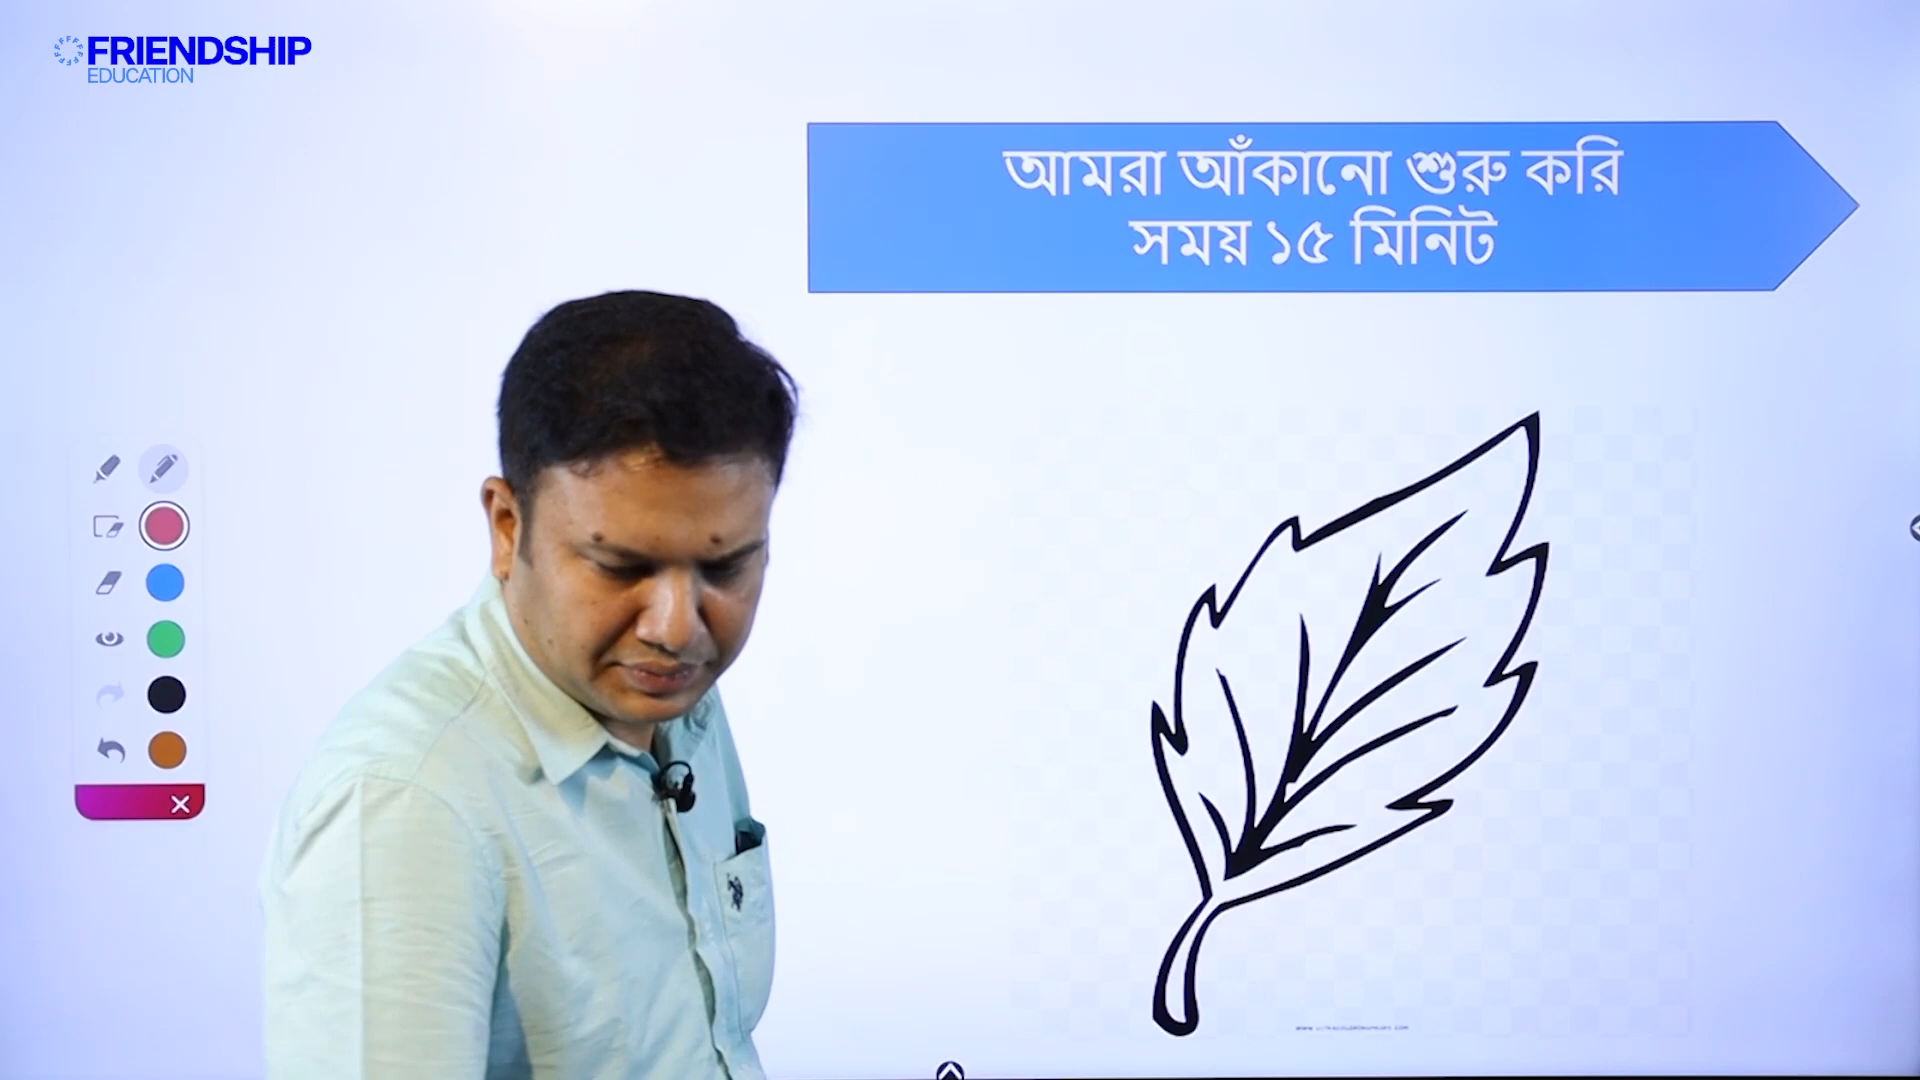 FRIENDSHIP
EDUCATION
আমরা আঁকানো শুরু করি
সময় ১৫ মিনিট